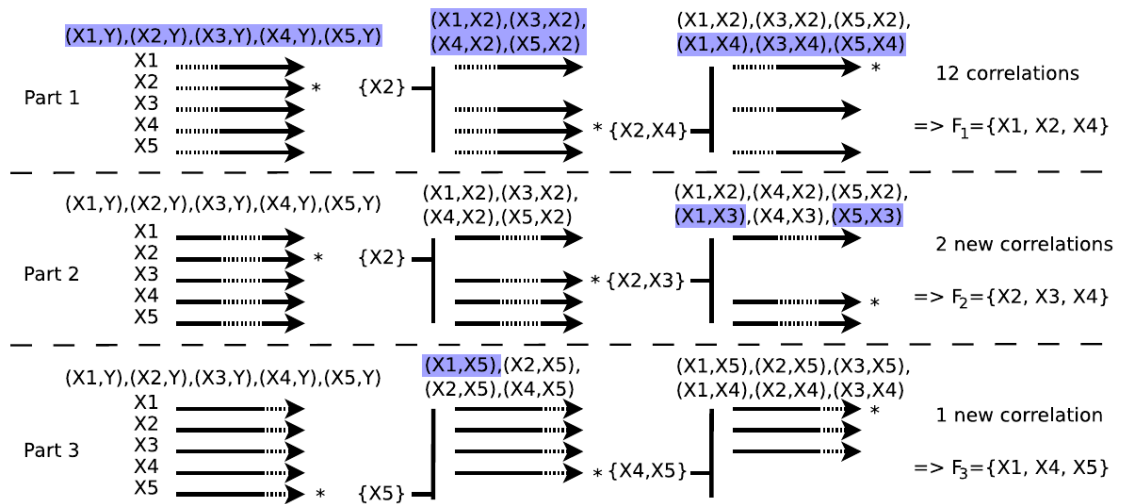 (X1,Y),(X2,Y),(X3,Y),(X4,Y),(X5,Y)
(X1,X2),(X3,X2),
(X4,X2),(X5,X2)
(X1,X2),(X3,X2),(X5,X2),
(X1,X4),(X3,X4),(X5,X4)
Part 1
X1
X2 *
X3
X4
X5
{X2}
* {X2,X4}
*
12 correlations
=> F1={X1, X2, X4}
(X1,Y),(X2,Y),(X3,Y),(X4,Y),(X5,Y)
(X1,X2),(X3,X2),
(X4,X2),(X5,X2)
(X1,X2),(X4,X2),(X5,X2),
(X1,X3),(X4,X3),(X5,X3)
Part 2
X1
X2 *
X3
X4
X5
{X2}
* {X2,X3}
*
2 new correlations
=> F2={X2, X3, X4}
(X1,Y),(X2,Y),(X3,Y),(X4,Y),(X5,Y)
(X1,X5),(X2,X5),
(X2,X5),(X4,X5)
(X1,X5),(X2,X5),(X3,X5),
(X1,X4),(X2,X4),(X3,X4)
Part 3
X1
X2
X3
X4
X5 *
{X5}
* {X4,X5}
*
1 new correlation
=> F3={X1, X4, X5}